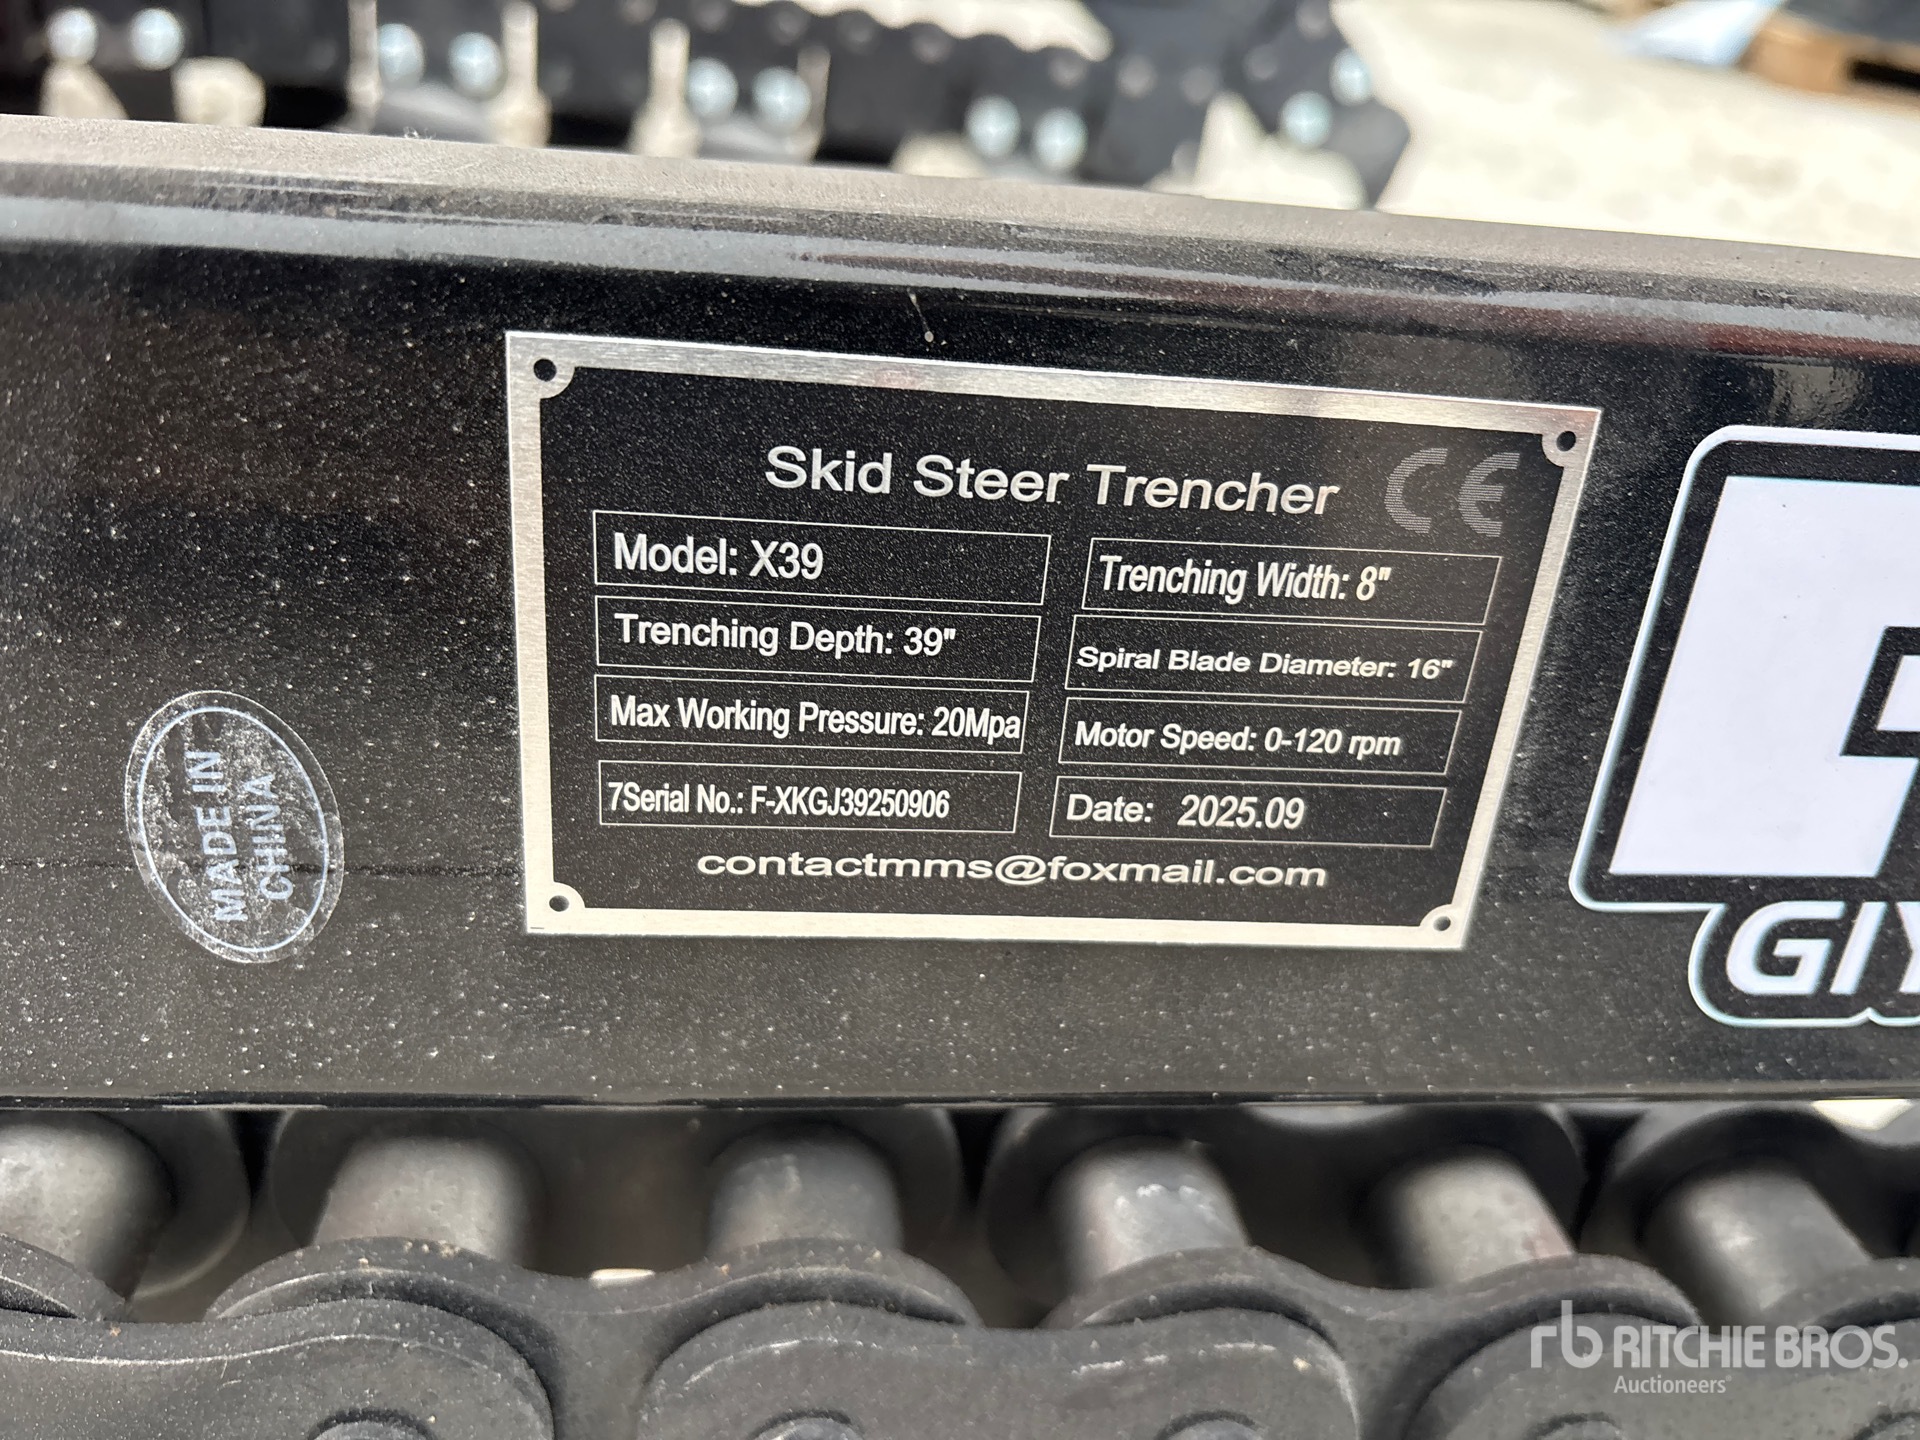 Skid Steer Trencher CE
Model: X39
Trenching Width: 8"
Trenching Depth: 39"
Spiral Blade Diameter: 16"
Max Working Pressure: 20Mpa
Motor Speed: 0-120 rpm
7Serial No.: F-XKGJ39250906
Date: 2025.09
contactmms@foxmail.com
MADE IN
CHINA
GIY
rb RITCHIE BROS.
Auctioneers